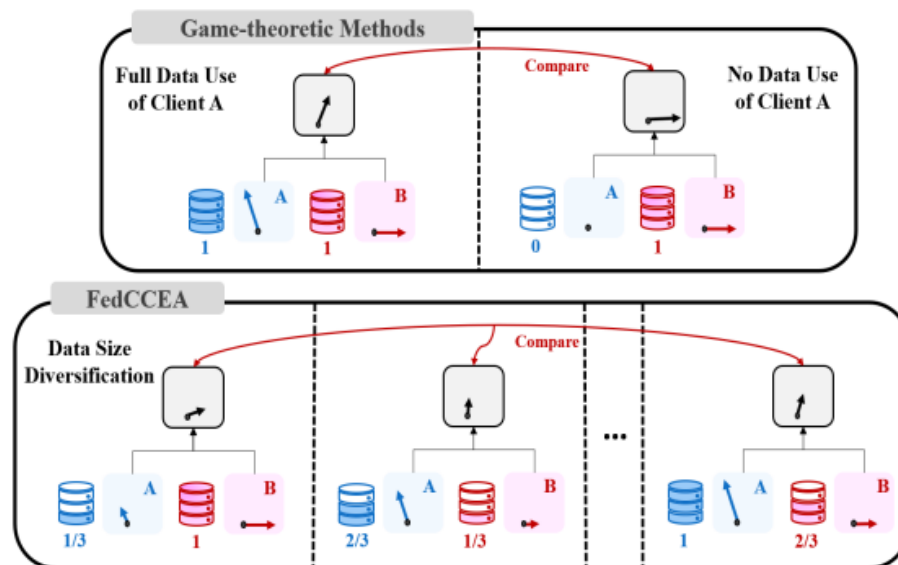 Game-theoretic Methods
Full Data Use
of Client A
Compare
No Data Use
of Client A
A
B
1
1
A
B
0
1
FedCCEA
Data Size
Diversification
Compare
...
A
B
1/3
1
A
B
2/3
1/3
A
B
1
2/3